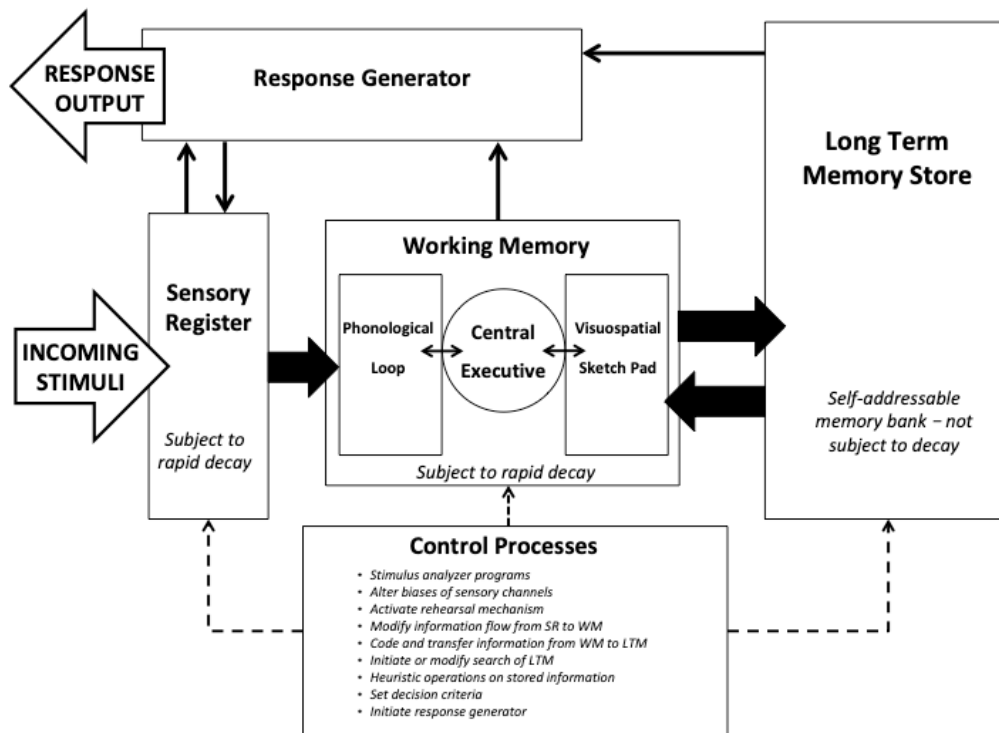 RESPONSE
OUTPUT
Response Generator
Long Term
Memory Store
INCOMING
STIMULI
Sensory
Register
Subject to
rapid decay
Working Memory
Phonological
Loop
Central
Executive
Visuospatial
Sketch Pad
Subject to rapid decay
Self-addressable
memory bank – not
subject to decay
Control Processes
• Stimulus analyzer programs
• Alter biases of sensory channels
• Activate rehearsal mechanism
• Modify information flow from SR to WM
• Code and transfer information from WM to LTM
• Initiate or modify search of LTM
• Heuristic operations on stored information
• Set decision criteria
• Initiate response generator